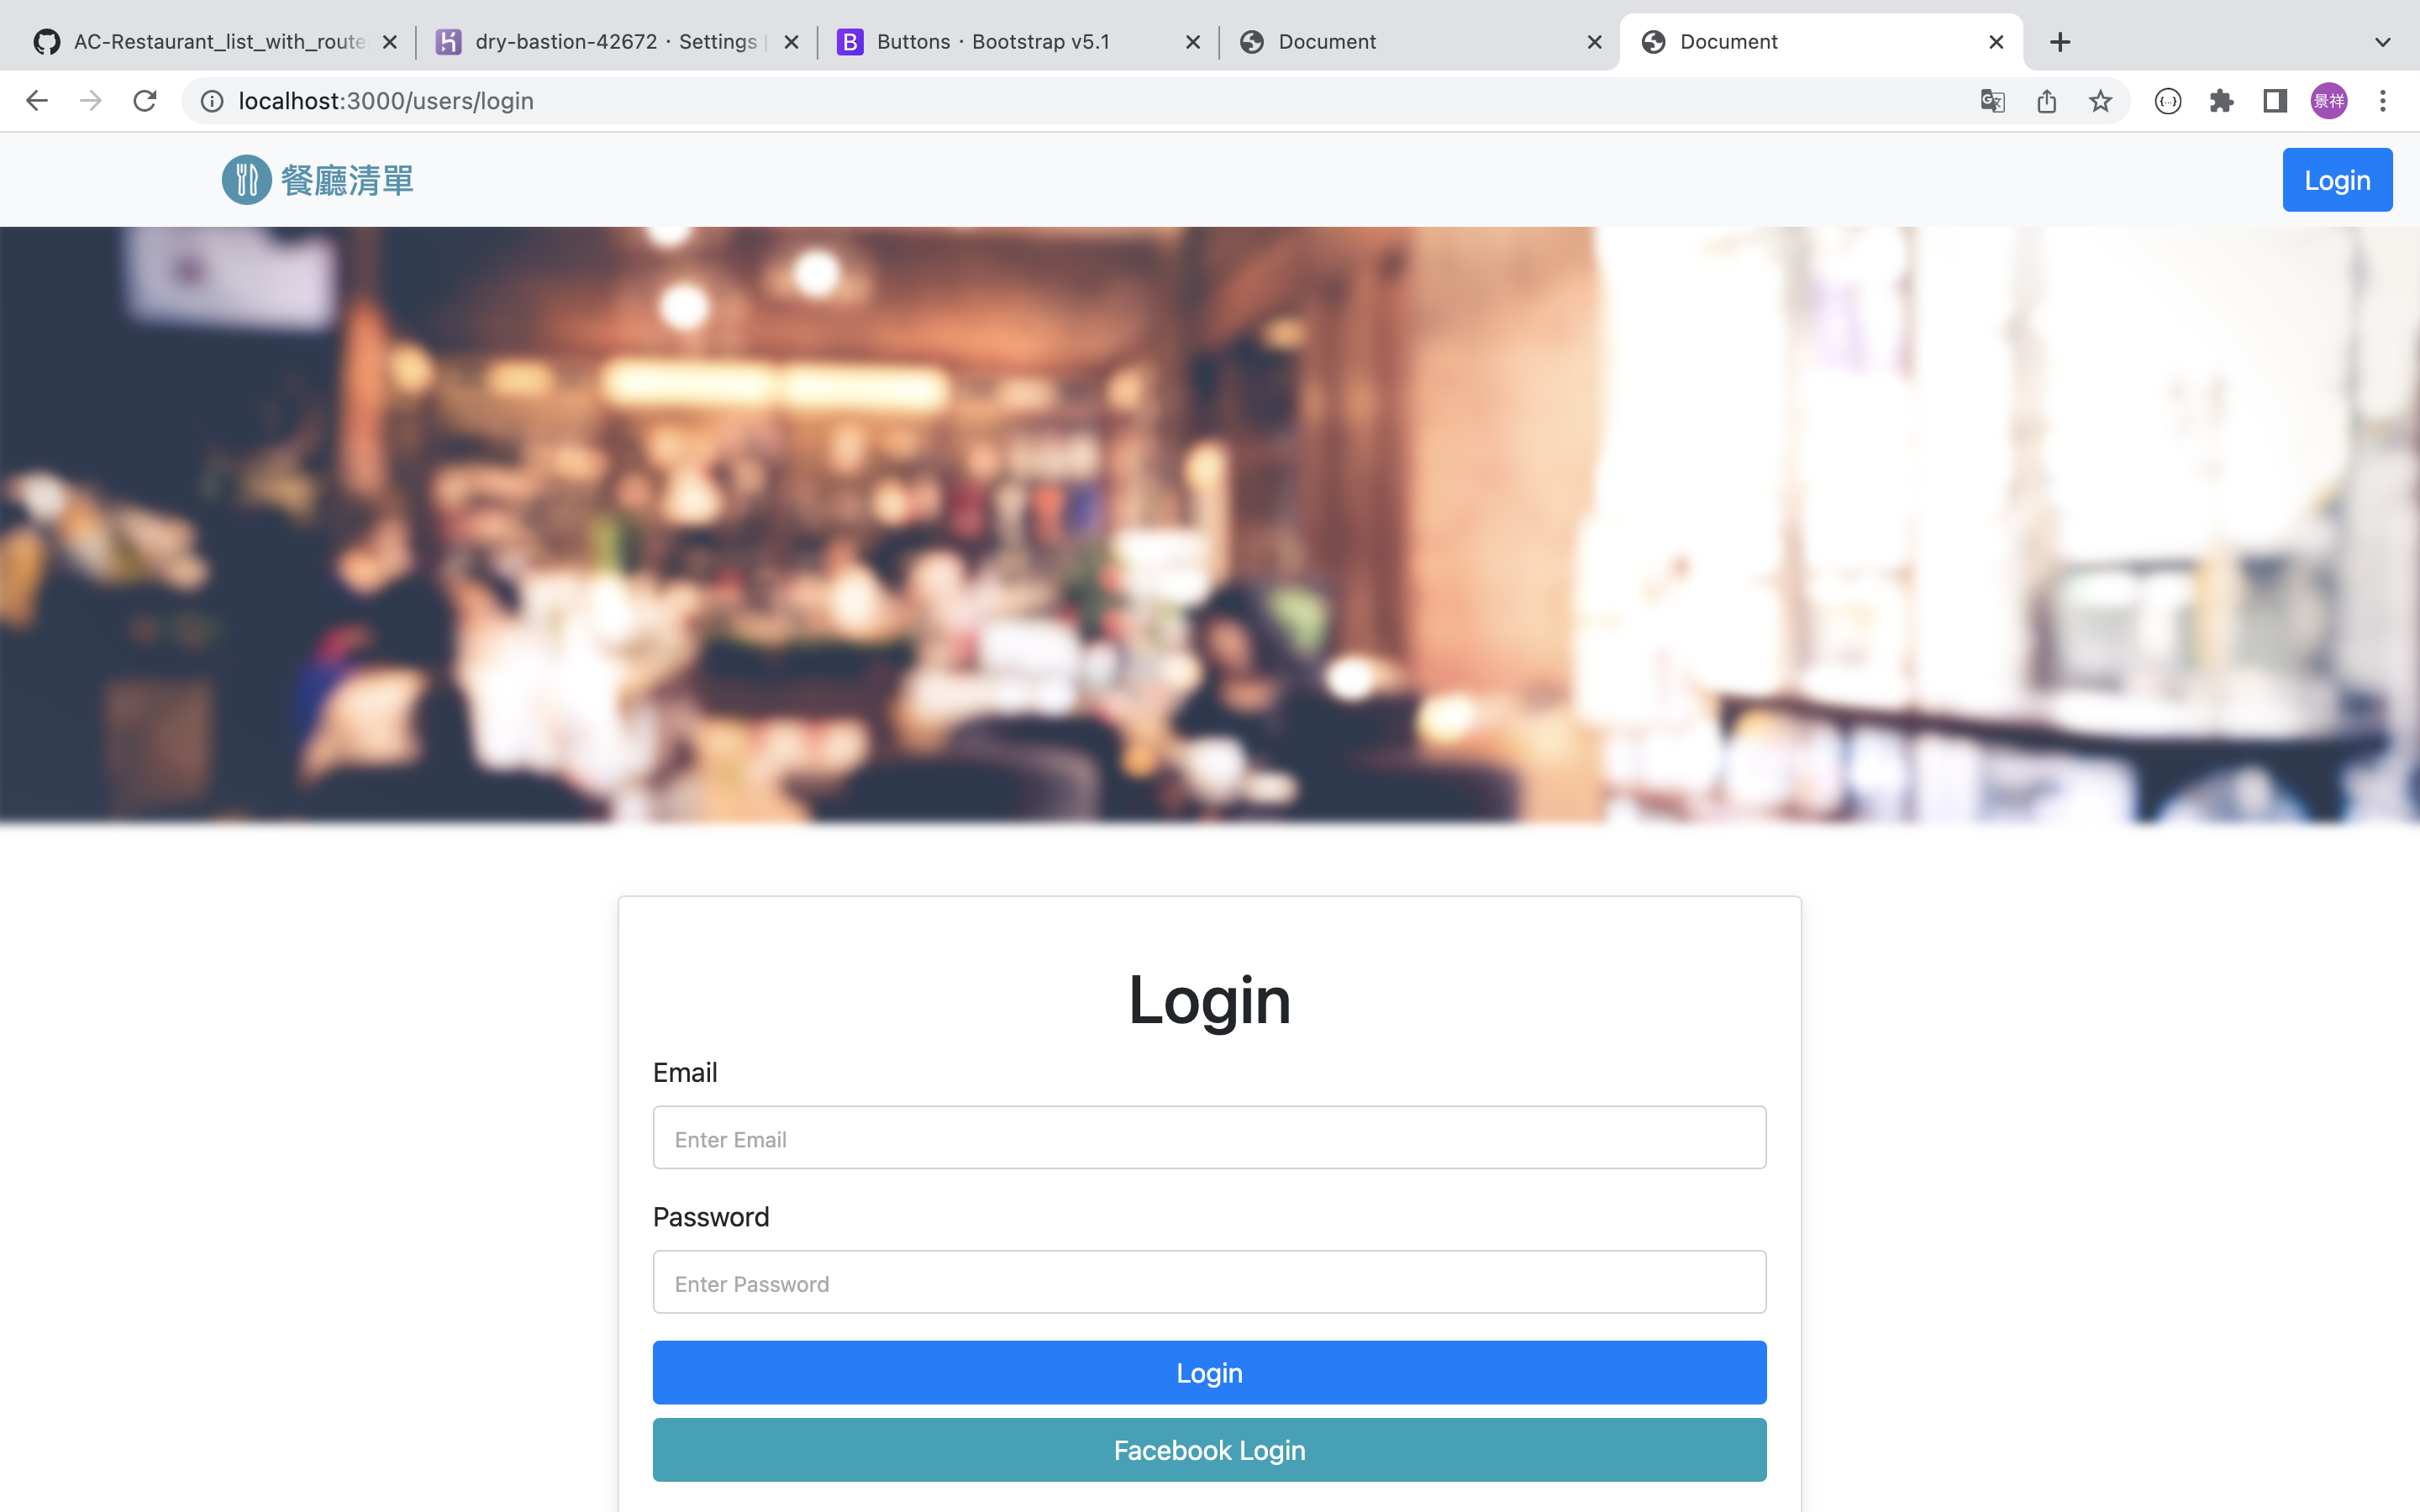 AC-Restaurant_list_with_route
dry-bastion-42672 · Settings
Buttons · Bootstrap v5.1
Document
Document
localhost:3000/users/login
景祥
餐廳清單
Login
Login
Email
Enter Email
Password
Enter Password
Login
Facebook Login